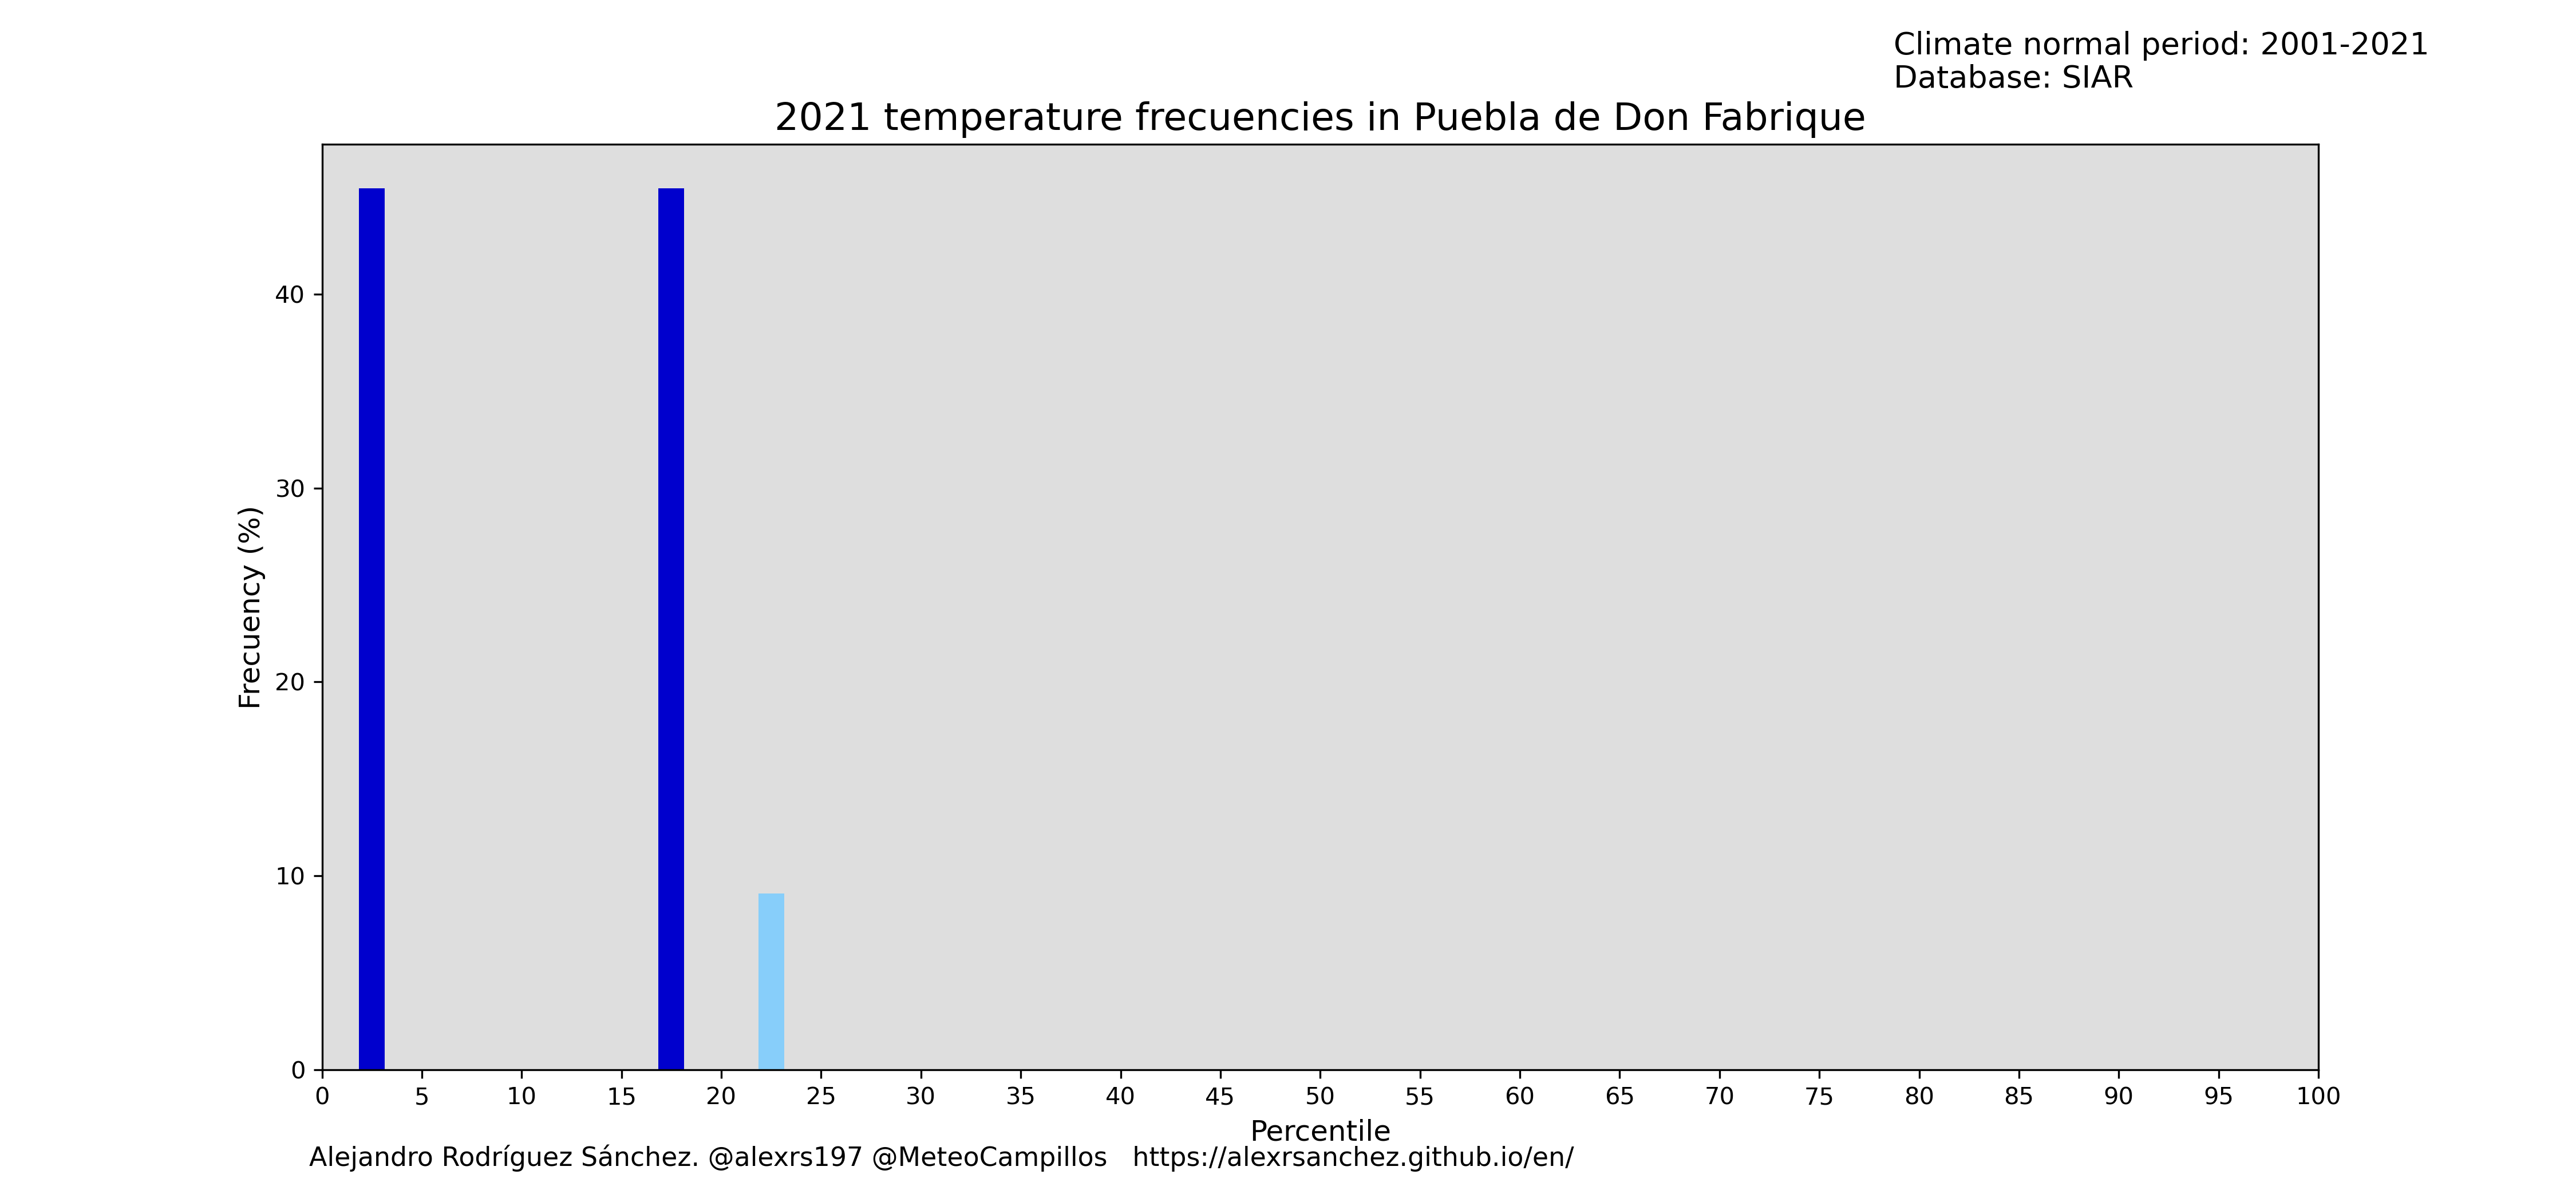 Climate normal period: 2001-2021
Database: SIAR
2021 temperature frecuencies in Puebla de Don Fabrique
Frecuency (%)
40
30
20
10
0
0 5 10 15 20 25 30 35 40 45 50 55 60 65 70 75 80 85 90 95 100
Percentile
Alejandro Rodríguez Sánchez. @alexrs197 @MeteoCampillos https://alexrsanchez.github.io/en/